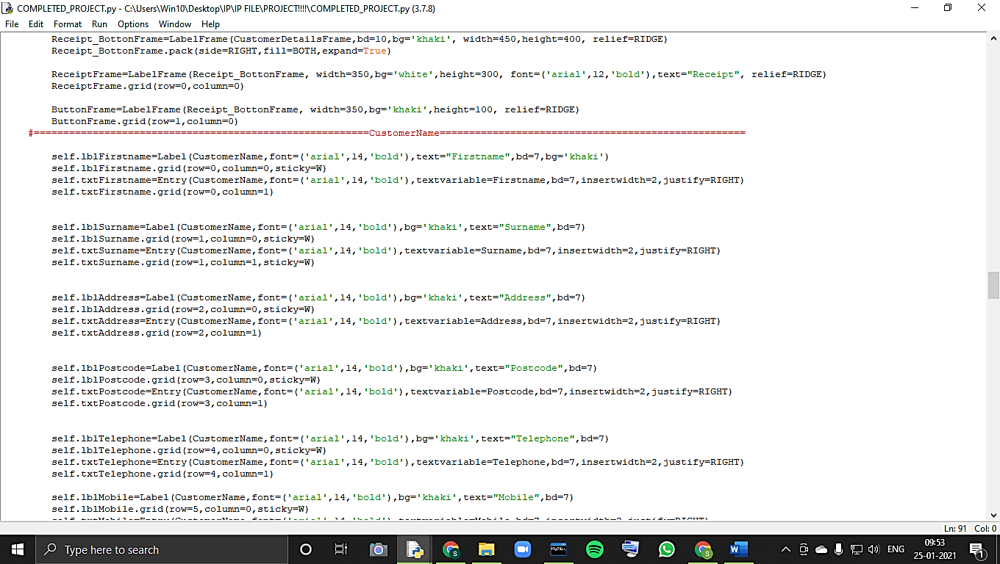 COMPLETED_PROJECT.py - C:\Users\Win10\Desktop\IP\IP FILE\PROJECT!!!!\COMPLETED_PROJECT.py (3.7.8)
File Edit Format Run Options Window Help
Receipt_BottonFrame=LabelFrame(CustomerDetailsFrame,bd=10,bg='khaki', width=450,height=400, relief=RIDGE)
Receipt_BottonFrame.pack(side=RIGHT,fill=BOTH,expand=True)
ReceiptFrame=LabelFrame(Receipt_BottonFrame, width=350,bg='white',height=300, font=('arial',12,'bold'),text="Receipt", relief=RIDGE)
ReceiptFrame.grid(row=0,column=0)
ButtonFrame=LabelFrame(Receipt_BottonFrame, width=350,bg='khaki',height=100, relief=RIDGE)
ButtonFrame.grid(row=1,column=0)
#=========================================================CustomerName====================================================
self.lblFirstname=Label(CustomerName,font=('arial',14,'bold'),text="Firstname",bd=7,bg='khaki')
self.lblFirstname.grid(row=0,column=0,sticky=W)
self.txtFirstname=Entry(CustomerName,font=('arial',14,'bold'),textvariable=Firstname,bd=7,insertwidth=2,justify=RIGHT)
self.txtFirstname.grid(row=0,column=1)
self.lblSurname=Label(CustomerName,font=('arial',14,'bold'),bg='khaki',text="Surname",bd=7)
self.lblSurname.grid(row=1,column=0,sticky=W)
self.txtSurname=Entry(CustomerName,font=('arial',14,'bold'),textvariable=Surname,bd=7,insertwidth=2,justify=RIGHT)
self.txtSurname.grid(row=1,column=1,sticky=W)
self.lblAddress=Label(CustomerName,font=('arial',14,'bold'),bg='khaki',text="Address",bd=7)
self.lblAddress.grid(row=2,column=0,sticky=W)
self.txtAddress=Entry(CustomerName,font=('arial',14,'bold'),textvariable=Address,bd=7,insertwidth=2,justify=RIGHT)
self.txtAddress.grid(row=2,column=1)
self.lblPostcode=Label(CustomerName,font=('arial',14,'bold'),bg='khaki',text="Postcode",bd=7)
self.lblPostcode.grid(row=3,column=0,sticky=W)
self.txtPostcode=Entry(CustomerName,font=('arial',14,'bold'),textvariable=Postcode,bd=7,insertwidth=2,justify=RIGHT)
self.txtPostcode.grid(row=3,column=1)
self.lblTelephone=Label(CustomerName,font=('arial',14,'bold'),bg='khaki',text="Telephone",bd=7)
self.lblTelephone.grid(row=4,column=0,sticky=W)
self.txtTelephone=Entry(CustomerName,font=('arial',14,'bold'),textvariable=Telephone,bd=7,insertwidth=2,justify=RIGHT)
self.txtTelephone.grid(row=4,column=1)
self.lblMobile=Label(CustomerName,font=('arial',14,'bold'),bg='khaki',text="Mobile",bd=7)
self.lblMobile.grid(row=5,column=0,sticky=W)
self.txtMobile=Entry(CustomerName,font=('arial',14,'bold'),textvariable=Mobile,bd=7,insertwidth=2,justify=RIGHT)
Ln: 91 Col: 0
Type here to search
ENG
09:53
25-01-2021
1